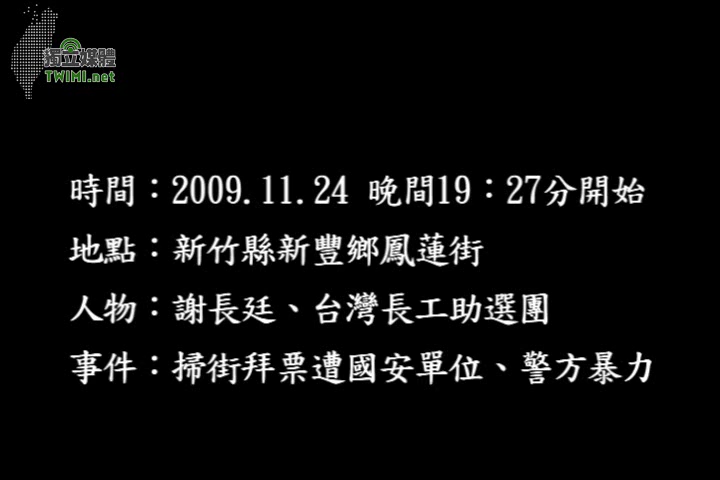 獨立媒體
TWIMI.net
時間：2009.11.24 晚間19：27分開始
地點：新竹縣新豐鄉鳳蓮街
人物：謝長廷、台灣長工助選團
事件：掃街拜票遭國安單位、警方暴力